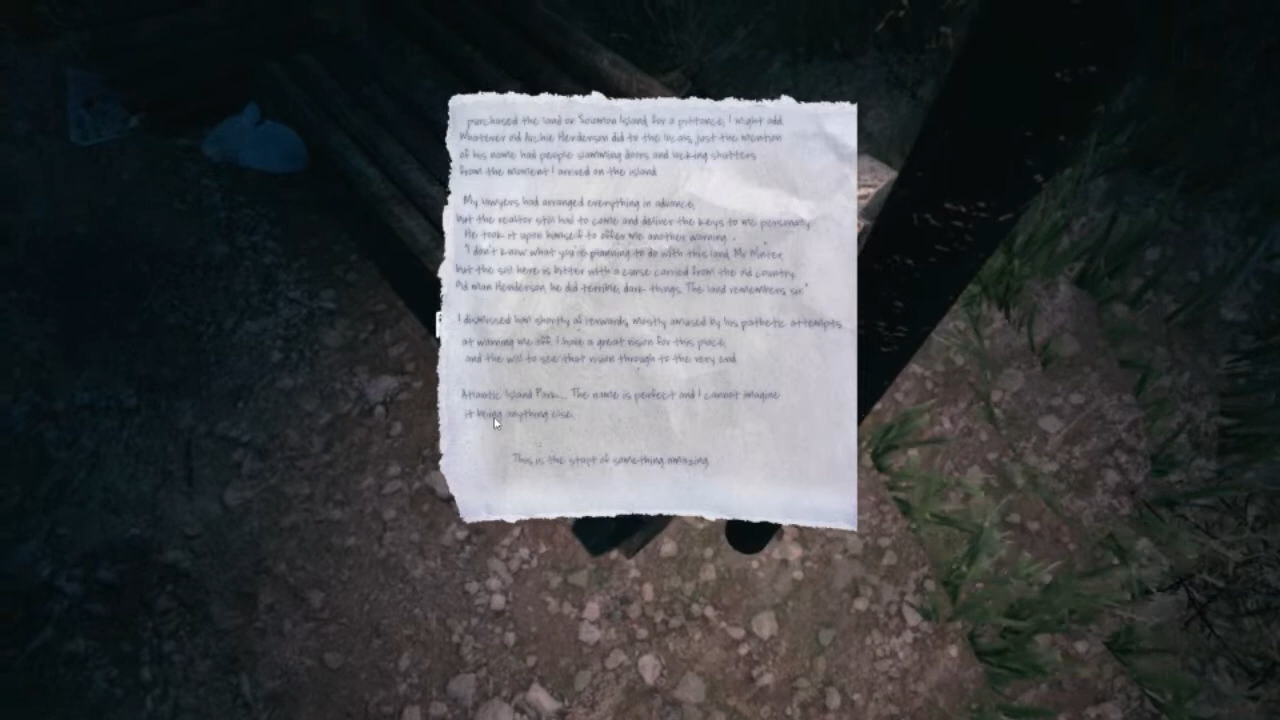 purchased the land on Solomon Island, for a pittance, I might add.
Whatever old Archie Henderson did to the locals, just the mention
of his name had people slamming doors and locking shutters
from the moment I arrived on the island.
My lawyers had arranged everything in advance,
but the realtor still had to come and deliver the keys to me personally.
He took it upon himself to offer me another warning.
"I don't know what you're planning to do with this land, Mr Winter,
but the soil here is bitter with a curse carried from the old country.
Old man Henderson, he did terrible, dark things. The land remembers, sir."
I dismissed him shortly afterwards, mostly amused by his pathetic attempts
at warning me off. I have a great vision for this place,
and the will to see that vision through to the very end.
Atlantic Island Park... The name is perfect and I cannot imagine
it being anything else.
This is the start of something amazing.